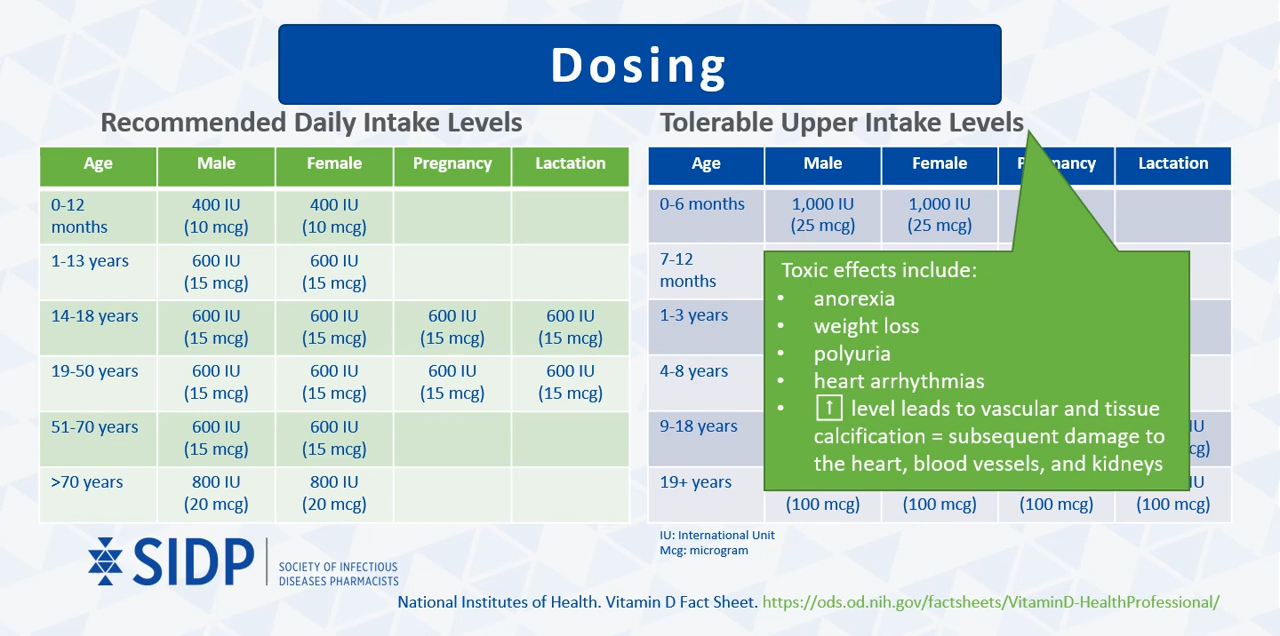 Dosing
Recommended Daily Intake Levels
Age Male Female Pregnancy Lactation
0-12 months 400 IU (10 mcg) 400 IU (10 mcg)
1-13 years 600 IU (15 mcg) 600 IU (15 mcg)
14-18 years 600 IU (15 mcg) 600 IU (15 mcg) 600 IU (15 mcg) 600 IU (15 mcg)
19-50 years 600 IU (15 mcg) 600 IU (15 mcg) 600 IU (15 mcg) 600 IU (15 mcg)
51-70 years 600 IU (15 mcg) 600 IU (15 mcg)
>70 years 800 IU (20 mcg) 800 IU (20 mcg)
Tolerable Upper Intake Levels
Age Male Female Lactation
0-6 months 1,000 IU (25 mcg) 1,000 IU (25 mcg)
7-12 months
1-3 years
4-8 years
9-18 years
19+ years (100 mcg) (100 mcg) (100 mcg) IU (100 mcg)
Toxic effects include:
• anorexia
• weight loss
• polyuria
• heart arrhythmias
• ↑ level leads to vascular and tissue
calcification = subsequent damage to
the heart, blood vessels, and kidneys
IU: International Unit
Mcg: microgram
SIDP
SOCIETY OF INFECTIOUS
DISEASES PHARMACISTS
National Institutes of Health. Vitamin D Fact Sheet. https://ods.od.nih.gov/factsheets/VitaminD-HealthProfessional/